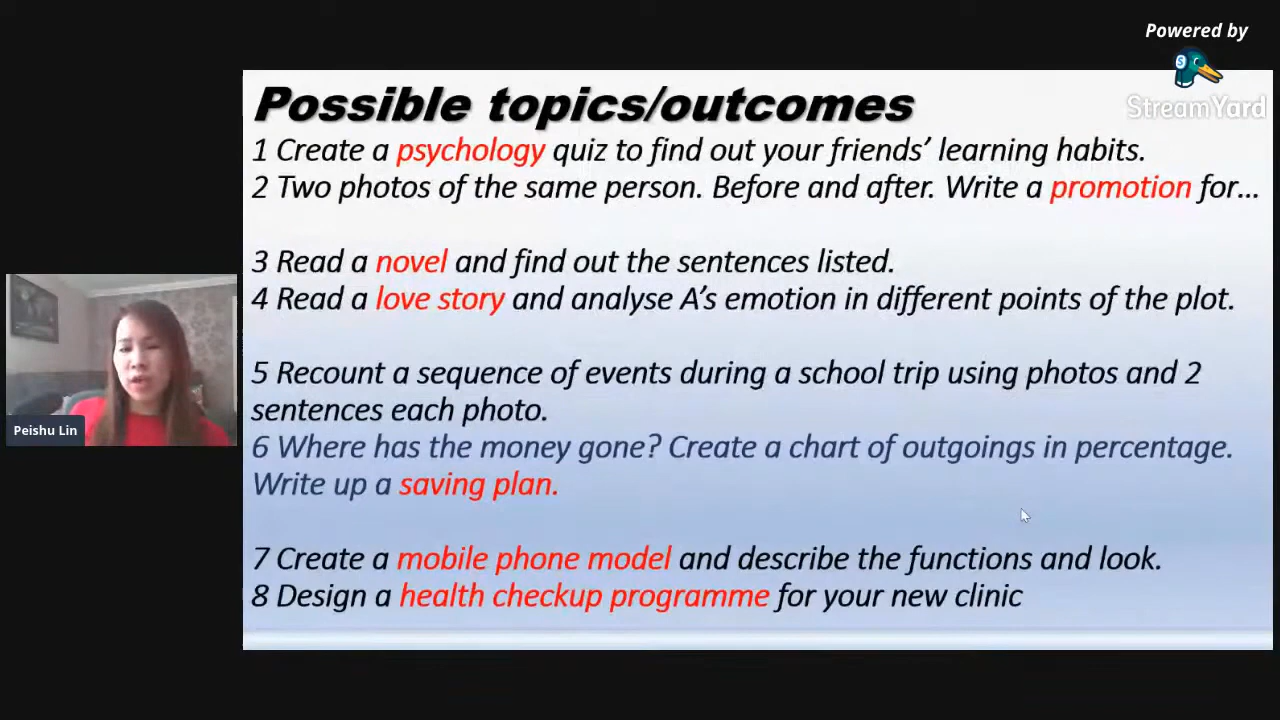 Powered by
StreamYard
Possible topics/outcomes
1 Create a psychology quiz to find out your friends’ learning habits.
2 Two photos of the same person. Before and after. Write a promotion for…
3 Read a novel and find out the sentences listed.
4 Read a love story and analyse A’s emotion in different points of the plot.
5 Recount a sequence of events during a school trip using photos and 2
sentences each photo.
6 Where has the money gone? Create a chart of outgoings in percentage.
Write up a saving plan.
7 Create a mobile phone model and describe the functions and look.
8 Design a health checkup programme for your new clinic
Peishu Lin